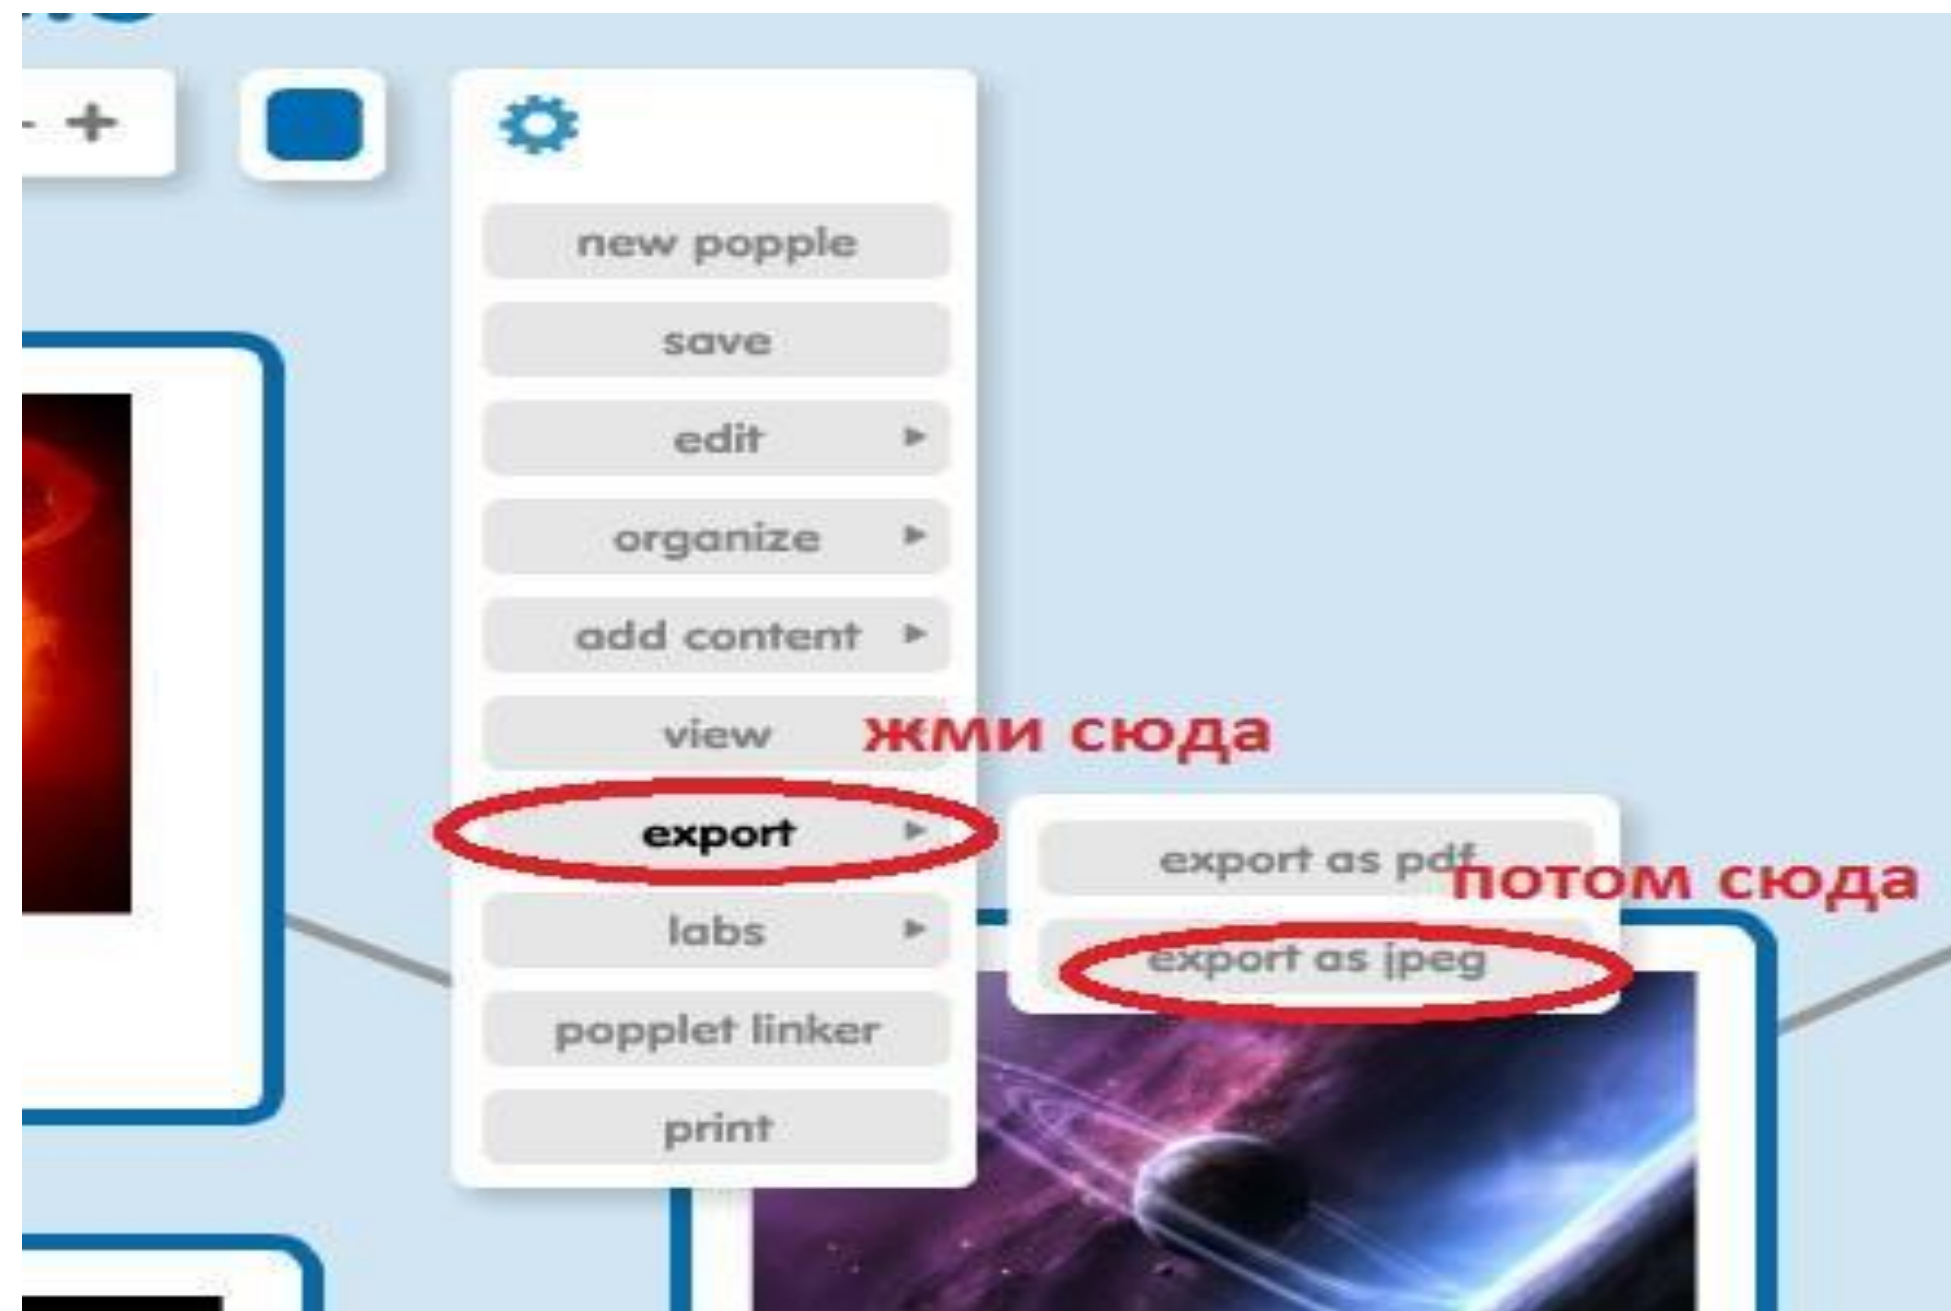 +
new popple
save
edit
organize
add content
view
жми сюда
export
export as pdf
потом сюда
export as jpeg
labs
popplet linker
print